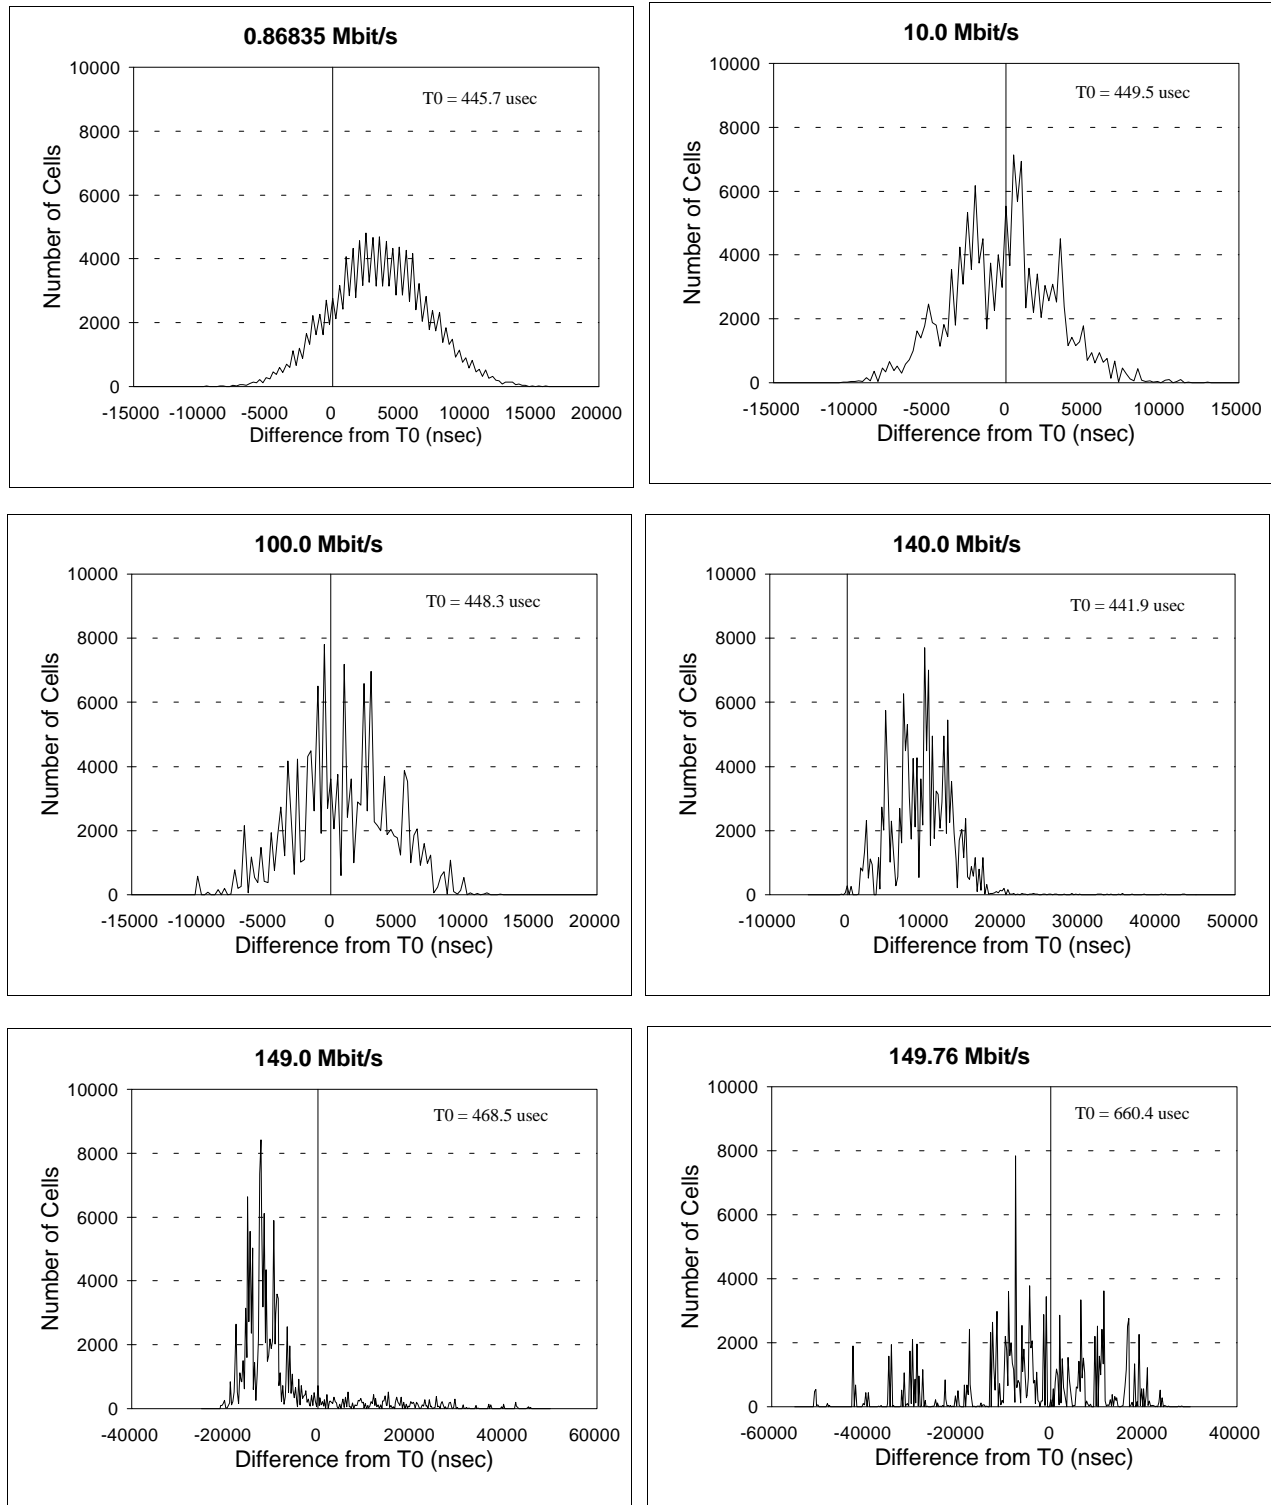 0.86835 Mbit/s
T0 = 445.7 usec
Number of Cells
10000
8000
6000
4000
2000
0
-15000 -10000 -5000 0 5000 10000 15000 20000
Difference from T0 (nsec)
10.0 Mbit/s
T0 = 449.5 usec
Number of Cells
10000
8000
6000
4000
2000
0
-15000 -10000 -5000 0 5000 10000 15000
Difference from T0 (nsec)
100.0 Mbit/s
T0 = 448.3 usec
Number of Cells
10000
8000
6000
4000
2000
0
-15000 -10000 -5000 0 5000 10000 15000 20000
Difference from T0 (nsec)
140.0 Mbit/s
T0 = 441.9 usec
Number of Cells
10000
8000
6000
4000
2000
0
-10000 0 10000 20000 30000 40000 50000
Difference from T0 (nsec)
149.0 Mbit/s
T0 = 468.5 usec
Number of Cells
10000
8000
6000
4000
2000
0
-40000 -20000 0 20000 40000 60000
Difference from T0 (nsec)
149.76 Mbit/s
T0 = 660.4 usec
Number of Cells
10000
8000
6000
4000
2000
0
-60000 -40000 -20000 0 20000 40000
Difference from T0 (nsec)